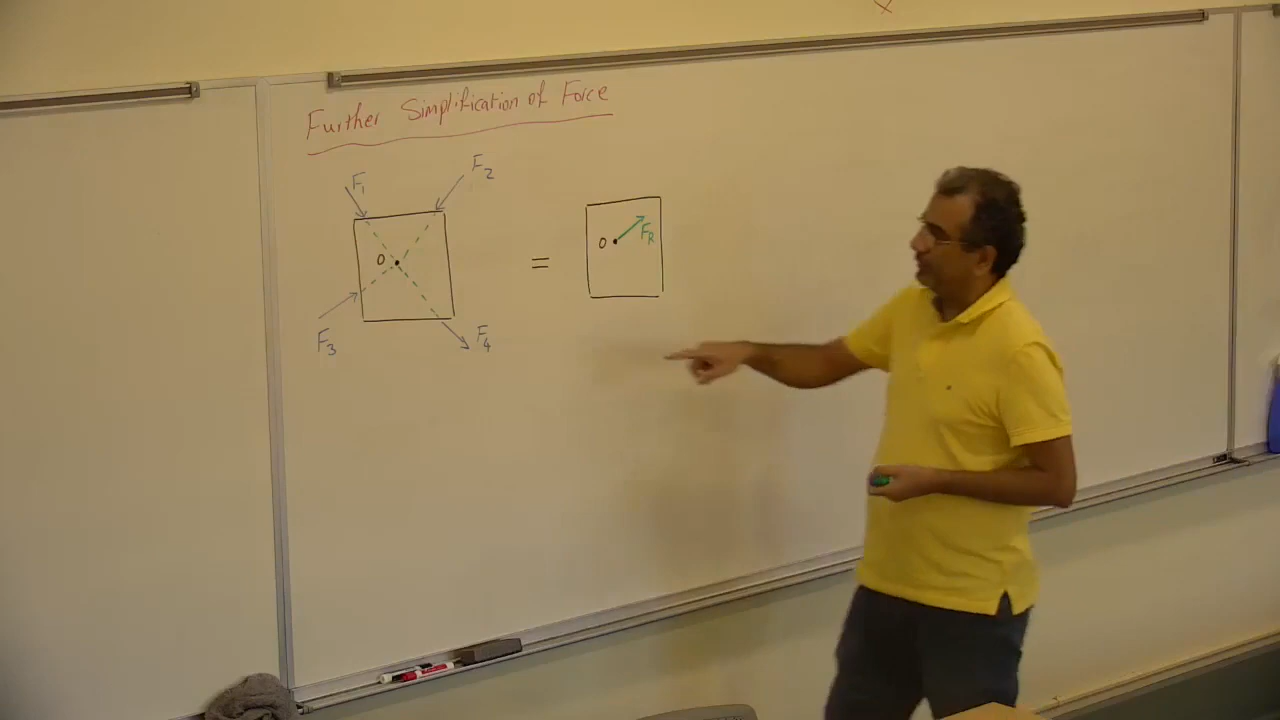 Further Simplification of Force
F1
F2
O
F3
F4
=
O
FR